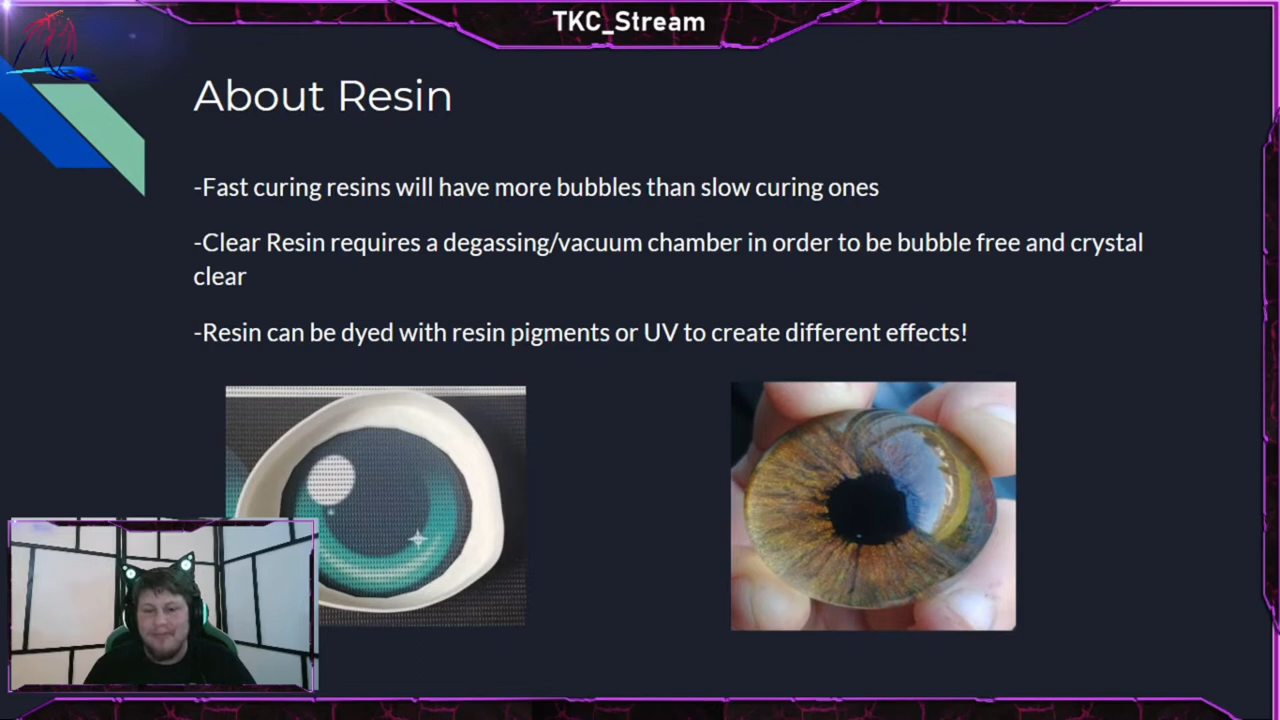 TKC_Stream
About Resin
-Fast curing resins will have more bubbles than slow curing ones
-Clear Resin requires a degassing/vacuum chamber in order to be bubble free and crystal
clear
-Resin can be dyed with resin pigments or UV to create different effects!